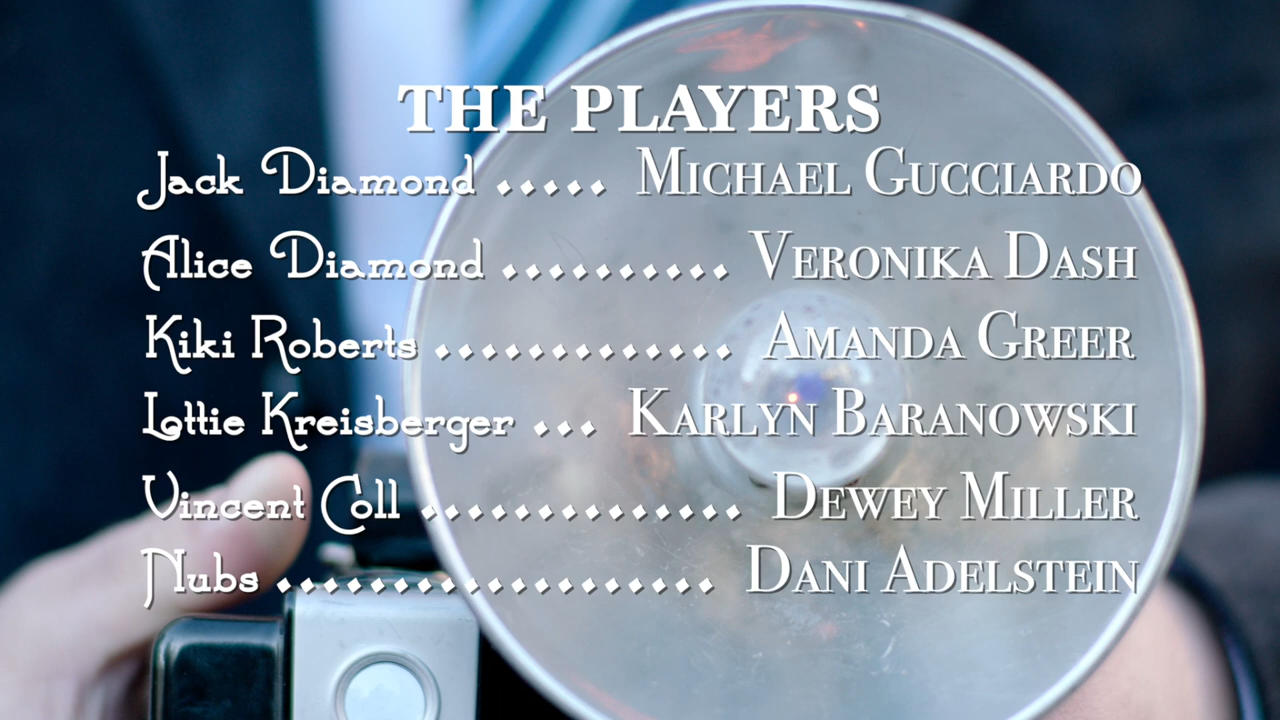 THE PLAYERS
Jack Diamond ..... MICHAEL GUCCIARDO
Alice Diamond .......... VERONIKA DASH
Kiki Roberts ............. AMANDA GREER
Lottie Kreisberger ... KARLYN BARANOWSKI
Vincent Coll .............. DEWEY MILLER
Nubs .................. DANI ADELSTEIN